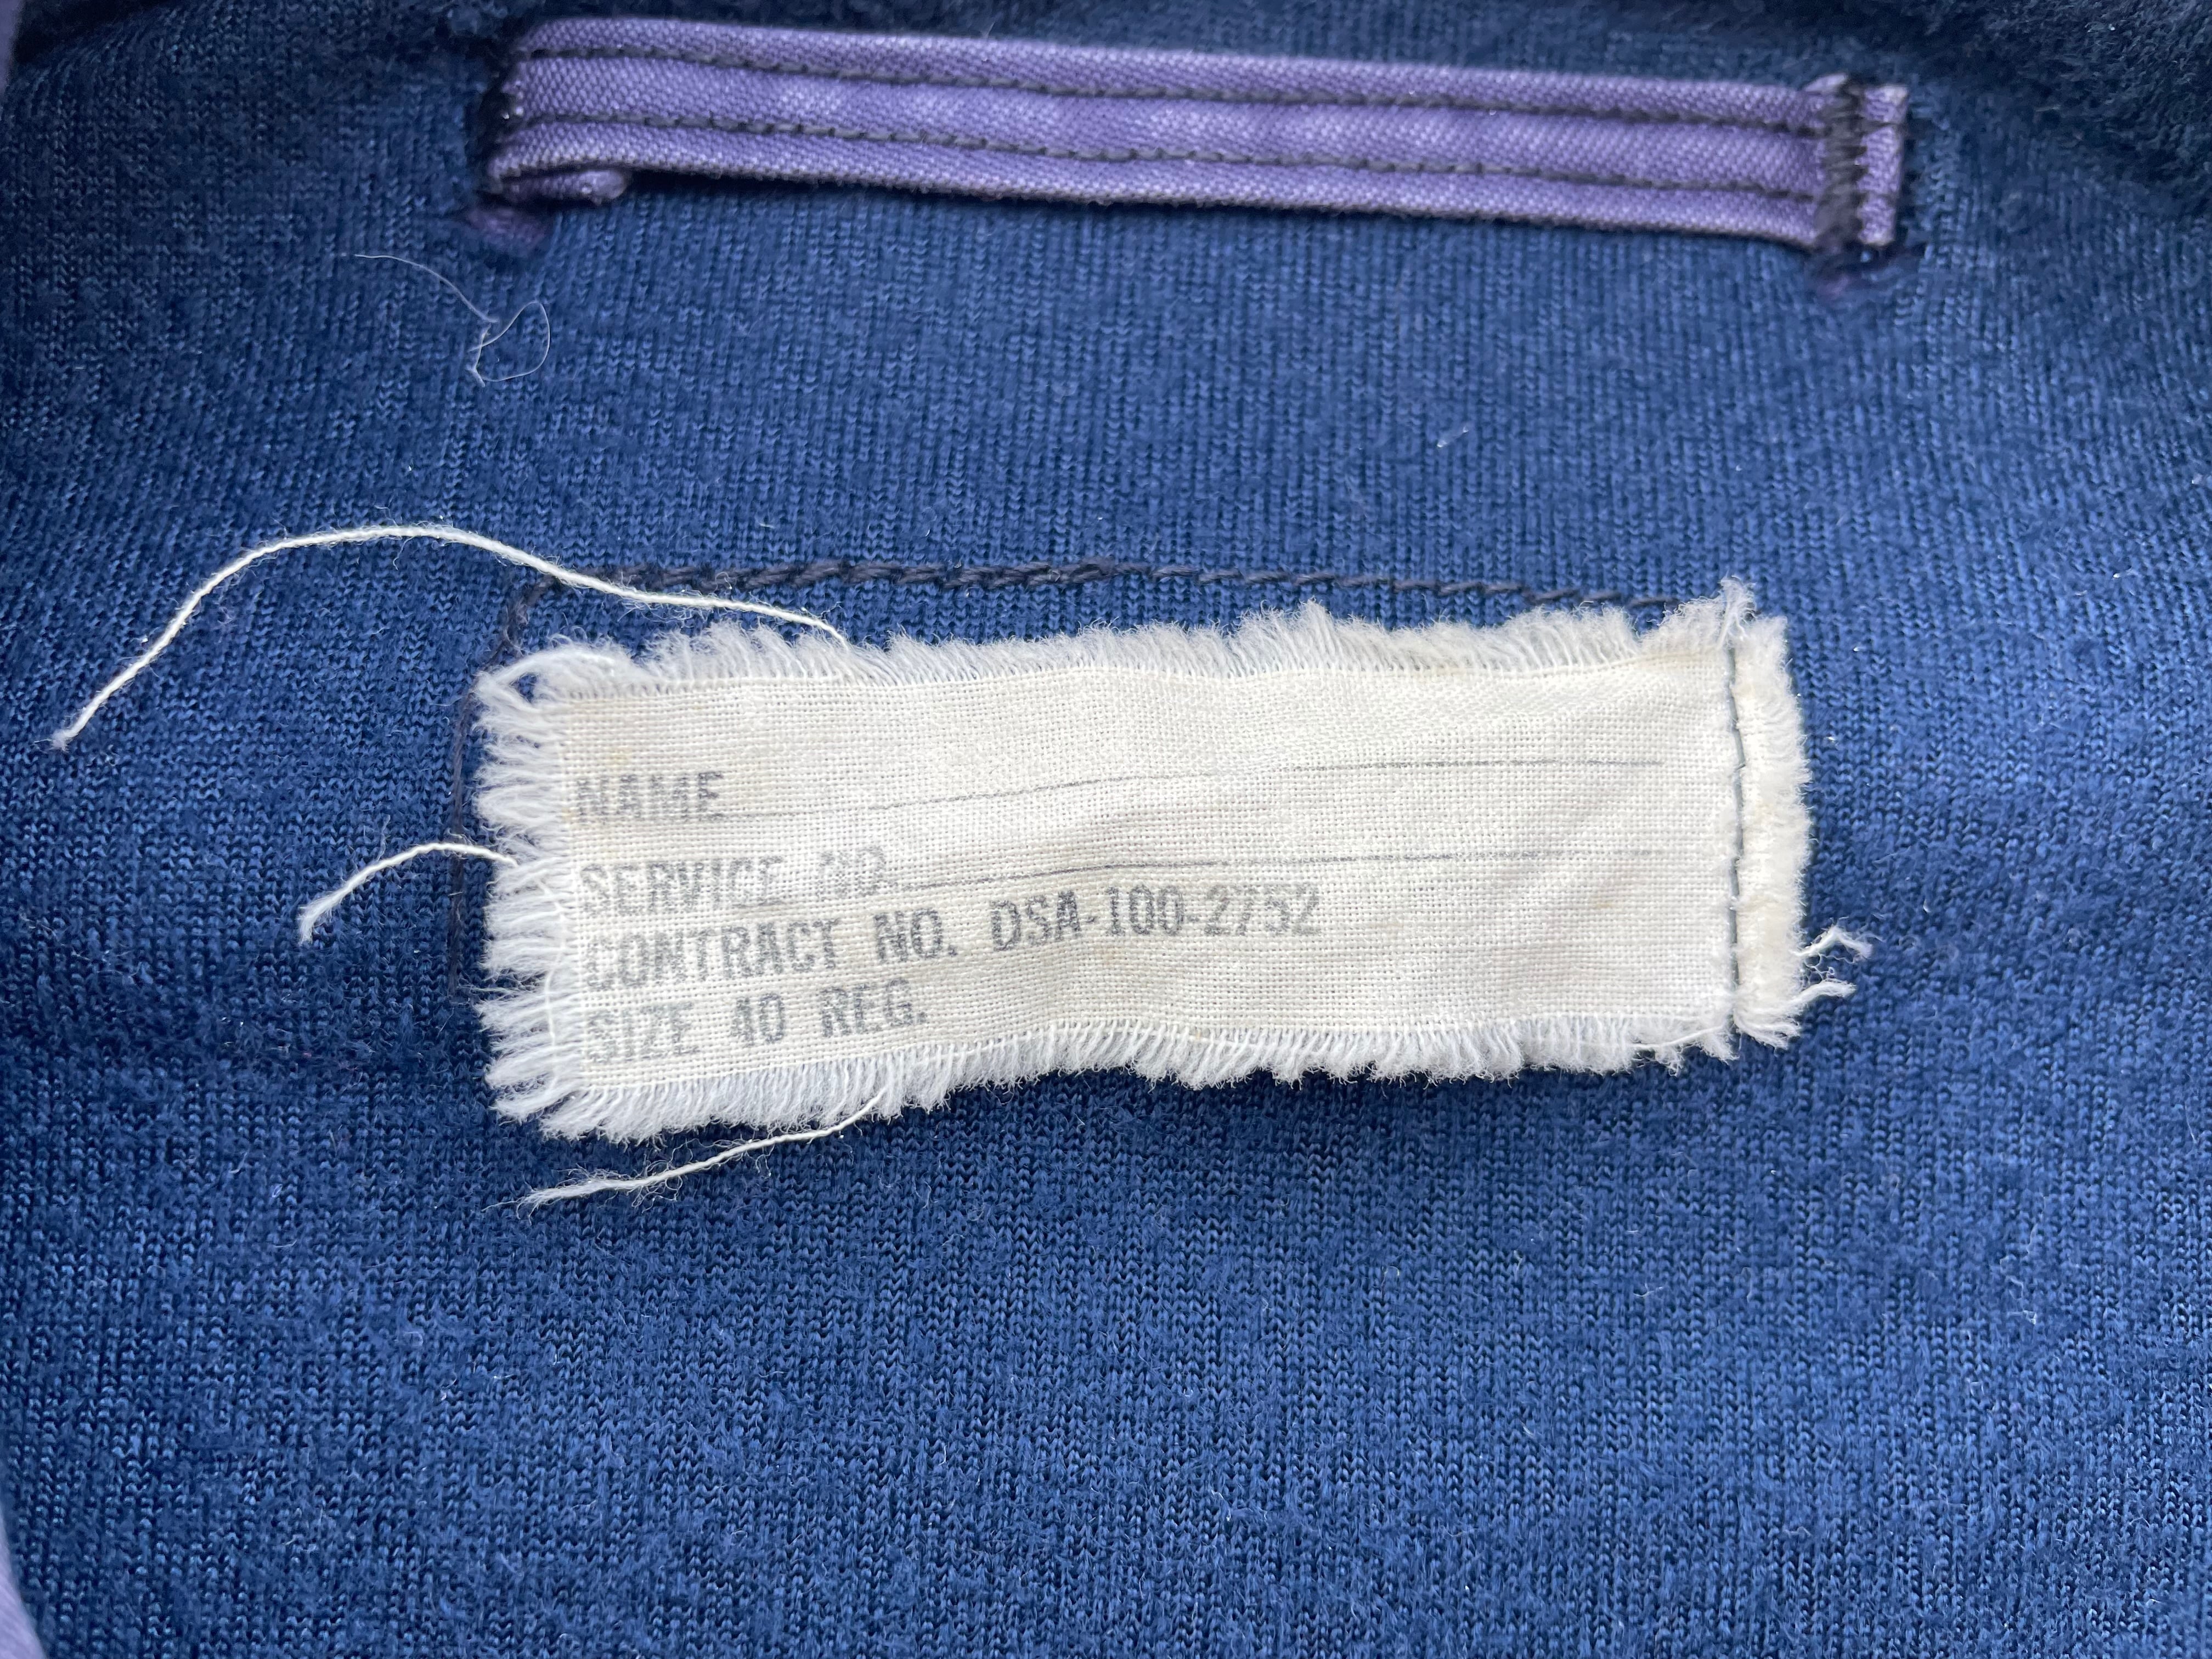 NAME
SERVICE NO.
CONTRACT NO. DSA-100-2752
SIZE 40 REG.